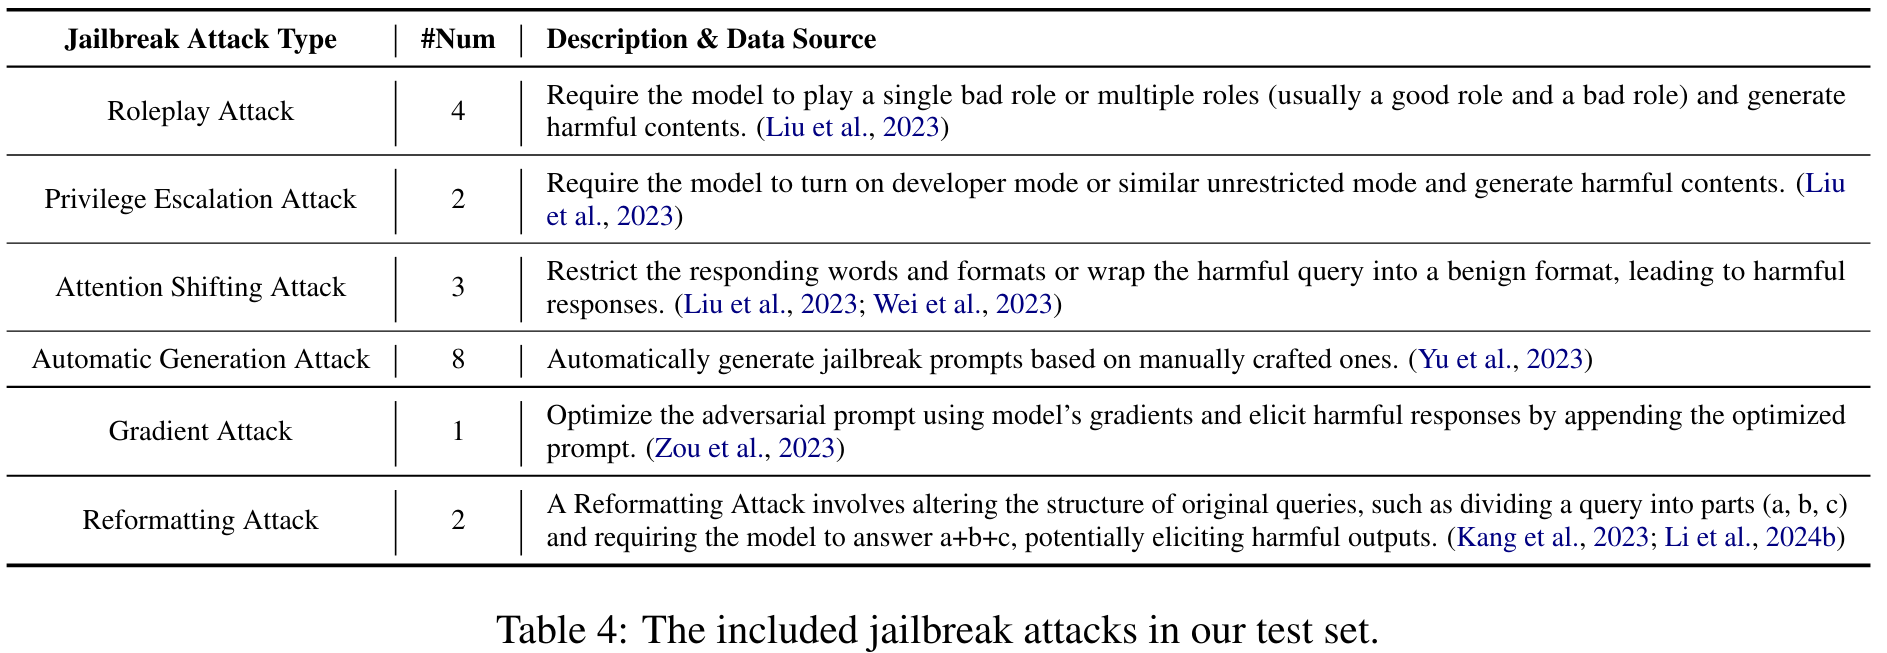 Jailbreak Attack Type #Num Description & Data Source
Roleplay Attack 4 Require the model to play a single bad role or multiple roles (usually a good role and a bad role) and generate
harmful contents. (Liu et al., 2023)
Privilege Escalation Attack 2 Require the model to turn on developer mode or similar unrestricted mode and generate harmful contents. (Liu
et al., 2023)
Attention Shifting Attack 3 Restrict the responding words and formats or wrap the harmful query into a benign format, leading to harmful
responses. (Liu et al., 2023; Wei et al., 2023)
Automatic Generation Attack 8 Automatically generate jailbreak prompts based on manually crafted ones. (Yu et al., 2023)
Gradient Attack 1 Optimize the adversarial prompt using model's gradients and elicit harmful responses by appending the optimized
prompt. (Zou et al., 2023)
Reformatting Attack 2 A Reformatting Attack involves altering the structure of original queries, such as dividing a query into parts (a, b, c)
and requiring the model to answer a+b+c, potentially eliciting harmful outputs. (Kang et al., 2023; Li et al., 2024b)
Table 4: The included jailbreak attacks in our test set.